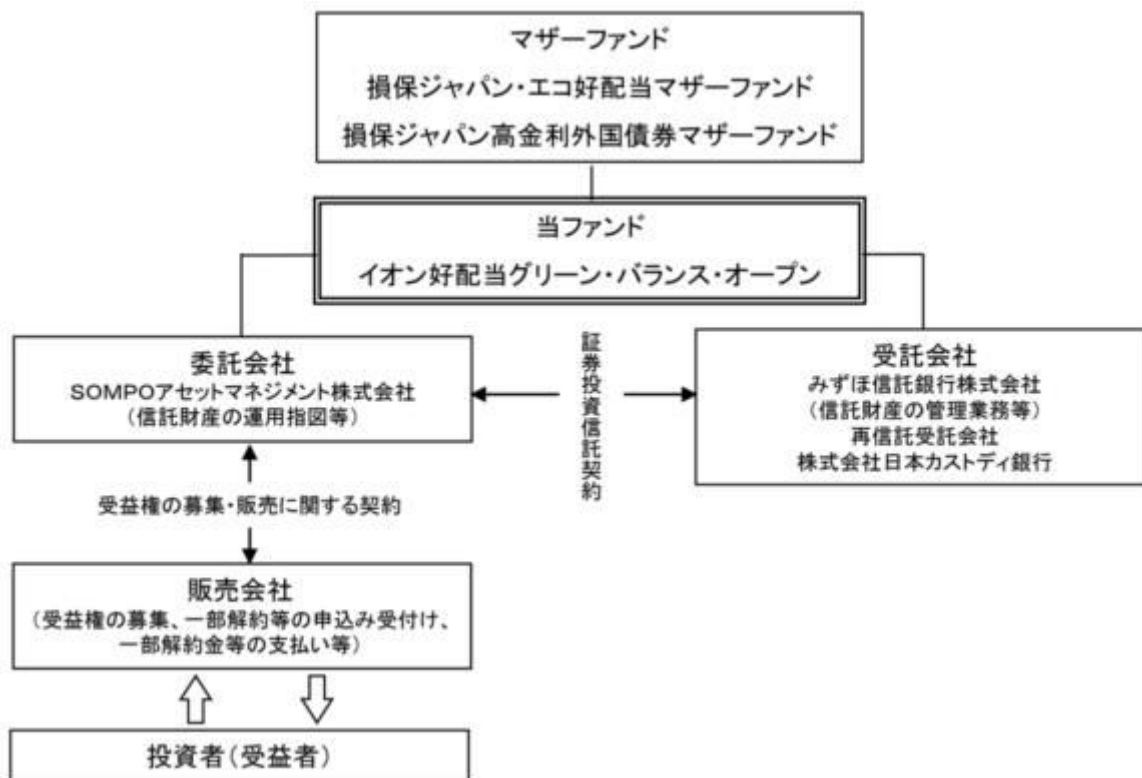 マザーファンド
損保ジャパン・エコ好配当マザーファンド
損保ジャパン高金利外国債券マザーファンド
当ファンド
イオン好配当グリーン・バランス・オープン
委託会社
SOMPOアセットマネジメント株式会社
(信託財産の運用指図等)
証券投資信託契約
受託会社
みずほ信託銀行株式会社
(信託財産の管理業務等)
再信託受託会社
株式会社日本カストディ銀行
受益権の募集・販売に関する契約
販売会社
(受益権の募集、一部解約等の申込み受付け、
一部解約金等の支払い等)
投資者(受益者)